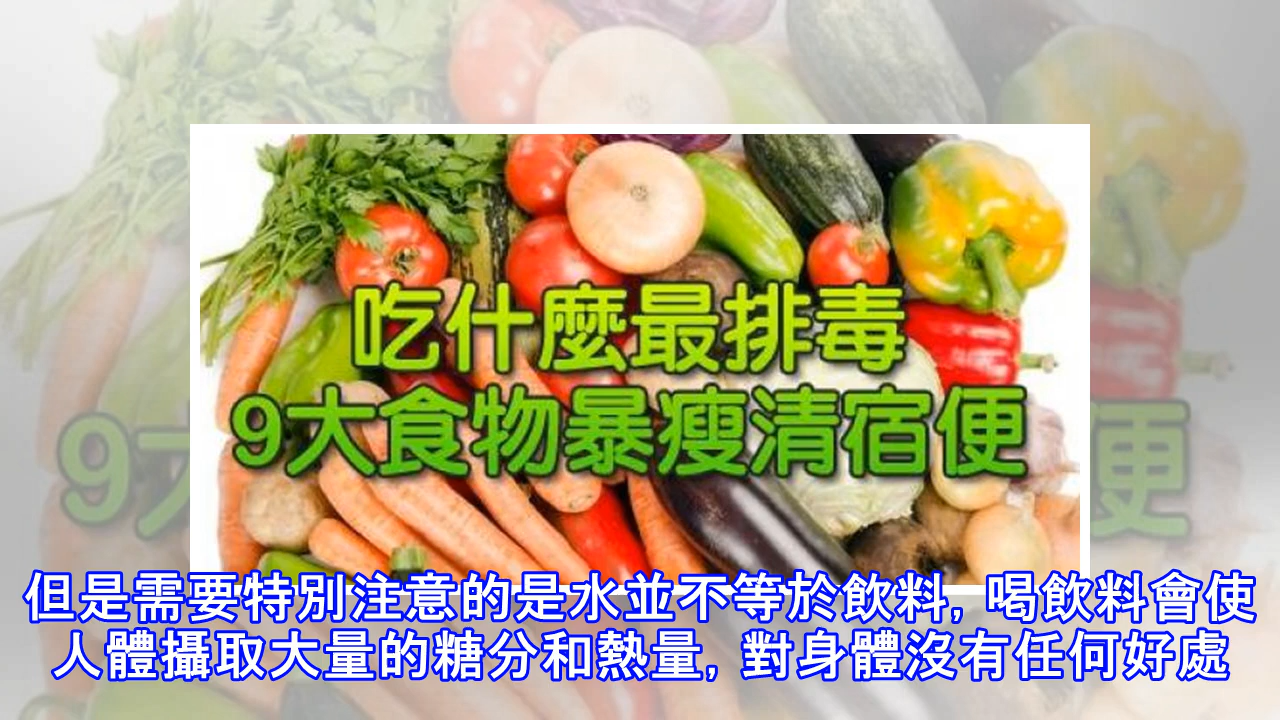 吃什麼最排毒
9大食物暴瘦清宿便
9大
便
但是需要特別注意的是水並不等於飲料, 喝飲料會使
人體攝取大量的糖分和熱量, 對身體沒有任何好處